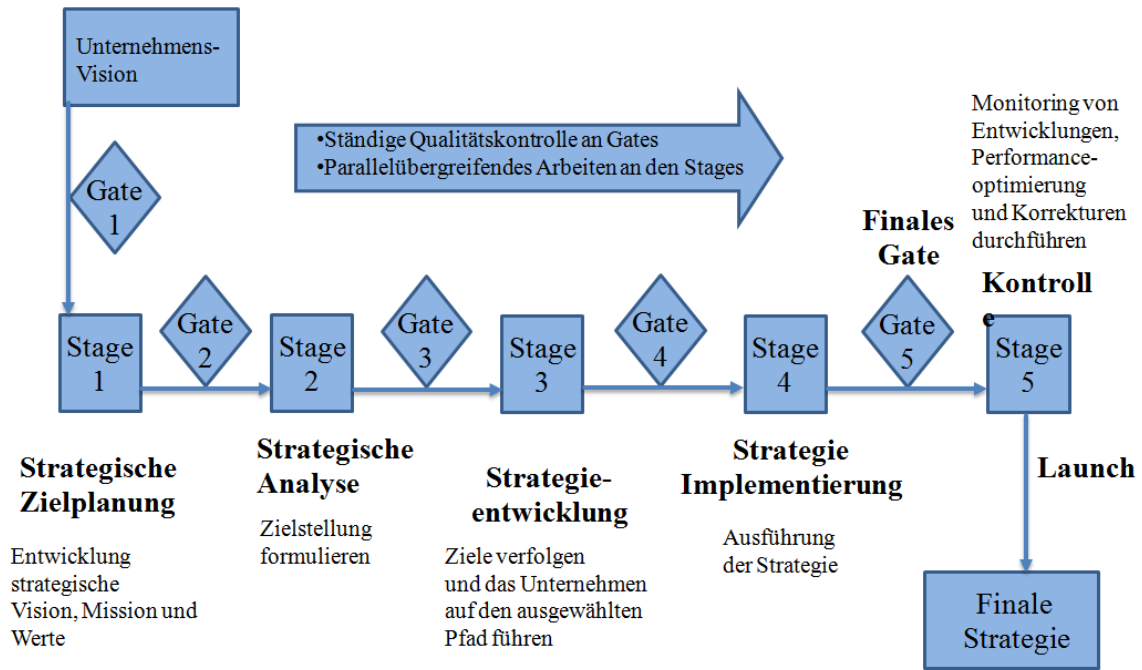 Unternehmens-
Vision
•Ständige Qualitätskontrolle an Gates
•Parallelübergreifendes Arbeiten an den Stages
Monitoring von
Entwicklungen,
Performance-
optimierung
und Korrekturen
durchführen
Gate
1
Finales
Gate
Kontroll
e
Gate
2
Gate
3
Gate
4
Gate
5
Stage
1
Stage
2
Stage
3
Stage
4
Stage
5
Strategische
Zielplanung
Entwicklung
strategische
Vision, Mission und
Werte
Strategische
Analyse
Zielstellung
formulieren
Strategie-
entwicklung
Ziele verfolgen
und das Unternehmen
auf den ausgewählten
Pfad führen
Strategie
Implementierung
Ausführung
der Strategie
Launch
Finale
Strategie